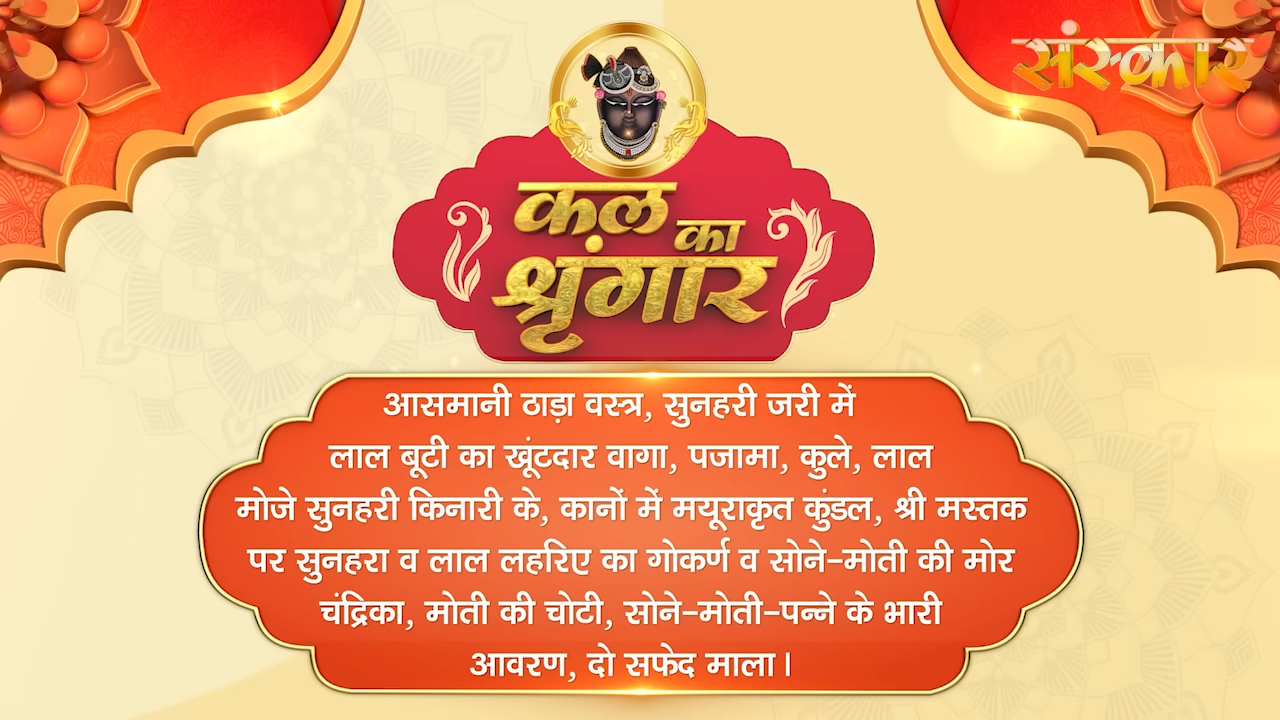 संस्कार
कल का
श्रृंगार
आसमानी ठाड़ा वस्त्र, सुनहरी जरी में
लाल बूटी का खूंटदार वागा, पजामा, कुले, लाल
मोजे सुनहरी किनारी के, कानों में मयूराकृत कुंडल, श्री मस्तक
पर सुनहरा व लाल लहरिए का गोकर्ण व सोने-मोती की मोर
चंद्रिका, मोती की चोटी, सोने-मोती-पन्ने के भारी
आवरण, दो सफेद माला।